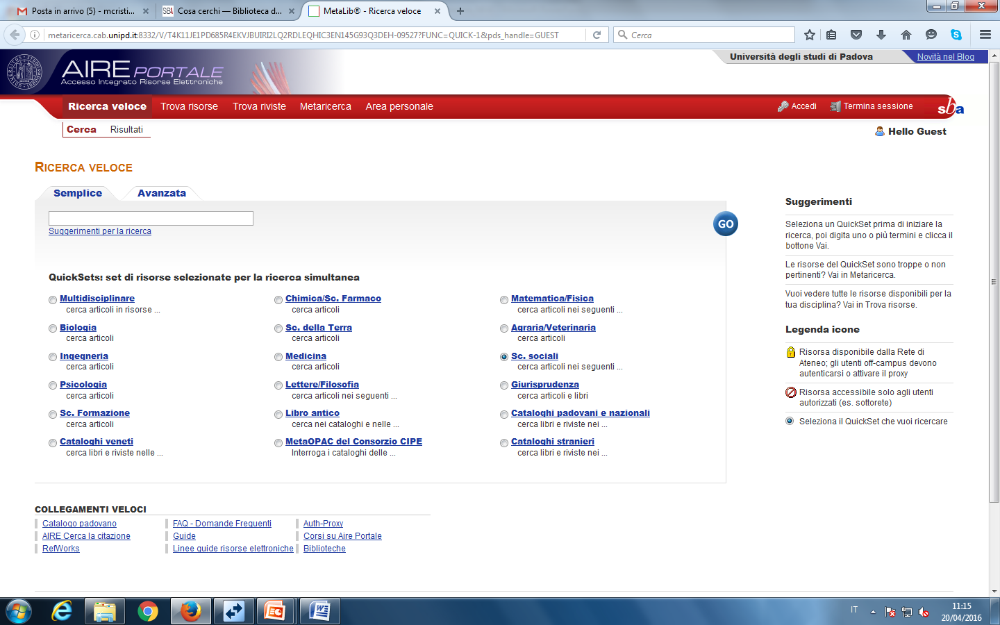 Posta in arrivo (5) - mcristi...
SBA Cosa cerchi — Biblioteca d...
MetaLib® - Ricerca veloce
metaricerca.cab.unipd.it:8332/V/T4K11JE1PD685R4EKVJBUIRI2LQ2RDLEQHIC3EN145G93Q3DEH-09527?FUNC=QUICK-1&pds_handle=GUEST
Cerca
AIRE PORTALE
Accesso Integrato Risorse Elettroniche
Università degli studi di Padova
Novità nel Blog
Ricerca veloce Trova risorse Trova riviste Metaricerca Area personale
Accedi Termina sessione
sba
Cerca Risultati
Hello Guest
RICERCA VELOCE
Semplice Avanzata
Suggerimenti per la ricerca
GO
QuickSets: set di risorse selezionate per la ricerca simultanea
Multidisciplinare Chimica/Sc. Farmaco Matematica/Fisica
cerca articoli in risorse ... cerca articoli cerca articoli nei seguenti ...
Biologia Sc. della Terra Agraria/Veterinaria
cerca articoli cerca articoli cerca articoli
Ingegneria Medicina Sc. sociali
cerca articoli cerca articoli cerca articoli nei seguenti ...
Psicologia Lettere/Filosofia Giurisprudenza
cerca articoli cerca articoli nei seguenti ... cerca articoli e libri
Sc. Formazione Libro antico Cataloghi padovani e nazionali
cerca articoli cerca nei cataloghi e nelle ... cerca libri e riviste nei ...
Cataloghi veneti MetaOPAC del Consorzio CIPE Cataloghi stranieri
cerca libri e riviste nelle ... Interroga i cataloghi delle ... cerca libri e riviste nei ...
Suggerimenti
Seleziona un QuickSet prima di iniziare la
ricerca, poi digita uno o più termini e clicca il
bottone Vai.
Le risorse del QuickSet sono troppe o non
pertinenti? Vai in Metaricerca.
Vuoi vedere tutte le risorse disponibili per la
tua disciplina? Vai in Trova risorse.
Legenda icone
Risorsa disponibile dalla Rete di
Ateneo; gli utenti off-campus devono
autenticarsi o attivare il proxy
Risorsa accessibile solo agli utenti
autorizzati (es. sottorete)
Seleziona il QuickSet che vuoi ricercare
COLLEGAMENTI VELOCI
Catalogo padovano FAQ - Domande Frequenti Auth-Proxy
AIRE Cerca la citazione Guide Corsi su Aire Portale
RefWorks Linee guide risorse elettroniche Biblioteche
IT
11:15
20/04/2016